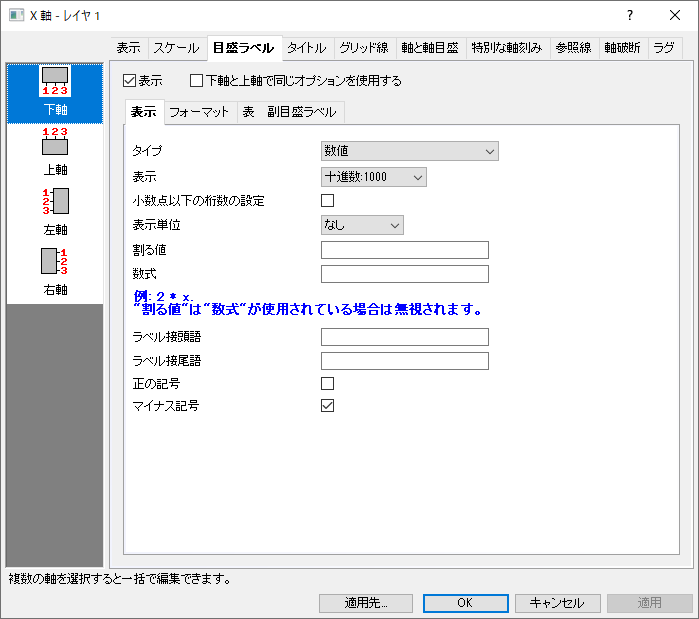 X 軸 - レイヤ 1
?
表示 スケール 目盛ラベル タイトル グリッド線 軸と軸目盛 特別な軸刻み 参照線 軸破断 ラグ
1 2 3
下軸
1 2 3
上軸
1
2
3
左軸
1
2
3
右軸
表示 下軸と上軸で同じオプションを使用する
表示 フォーマット 表 副目盛ラベル
タイプ 数値
表示 十進数:1000
小数点以下の桁数の設定
表示単位 なし
割る値
数式
例: 2 * x.
"割る値"は"数式"が使用されている場合は無視されます。
ラベル接頭語
ラベル接尾語
正の記号
マイナス記号
複数の軸を選択すると一括で編集できます。
適用先... OK キャンセル 適用